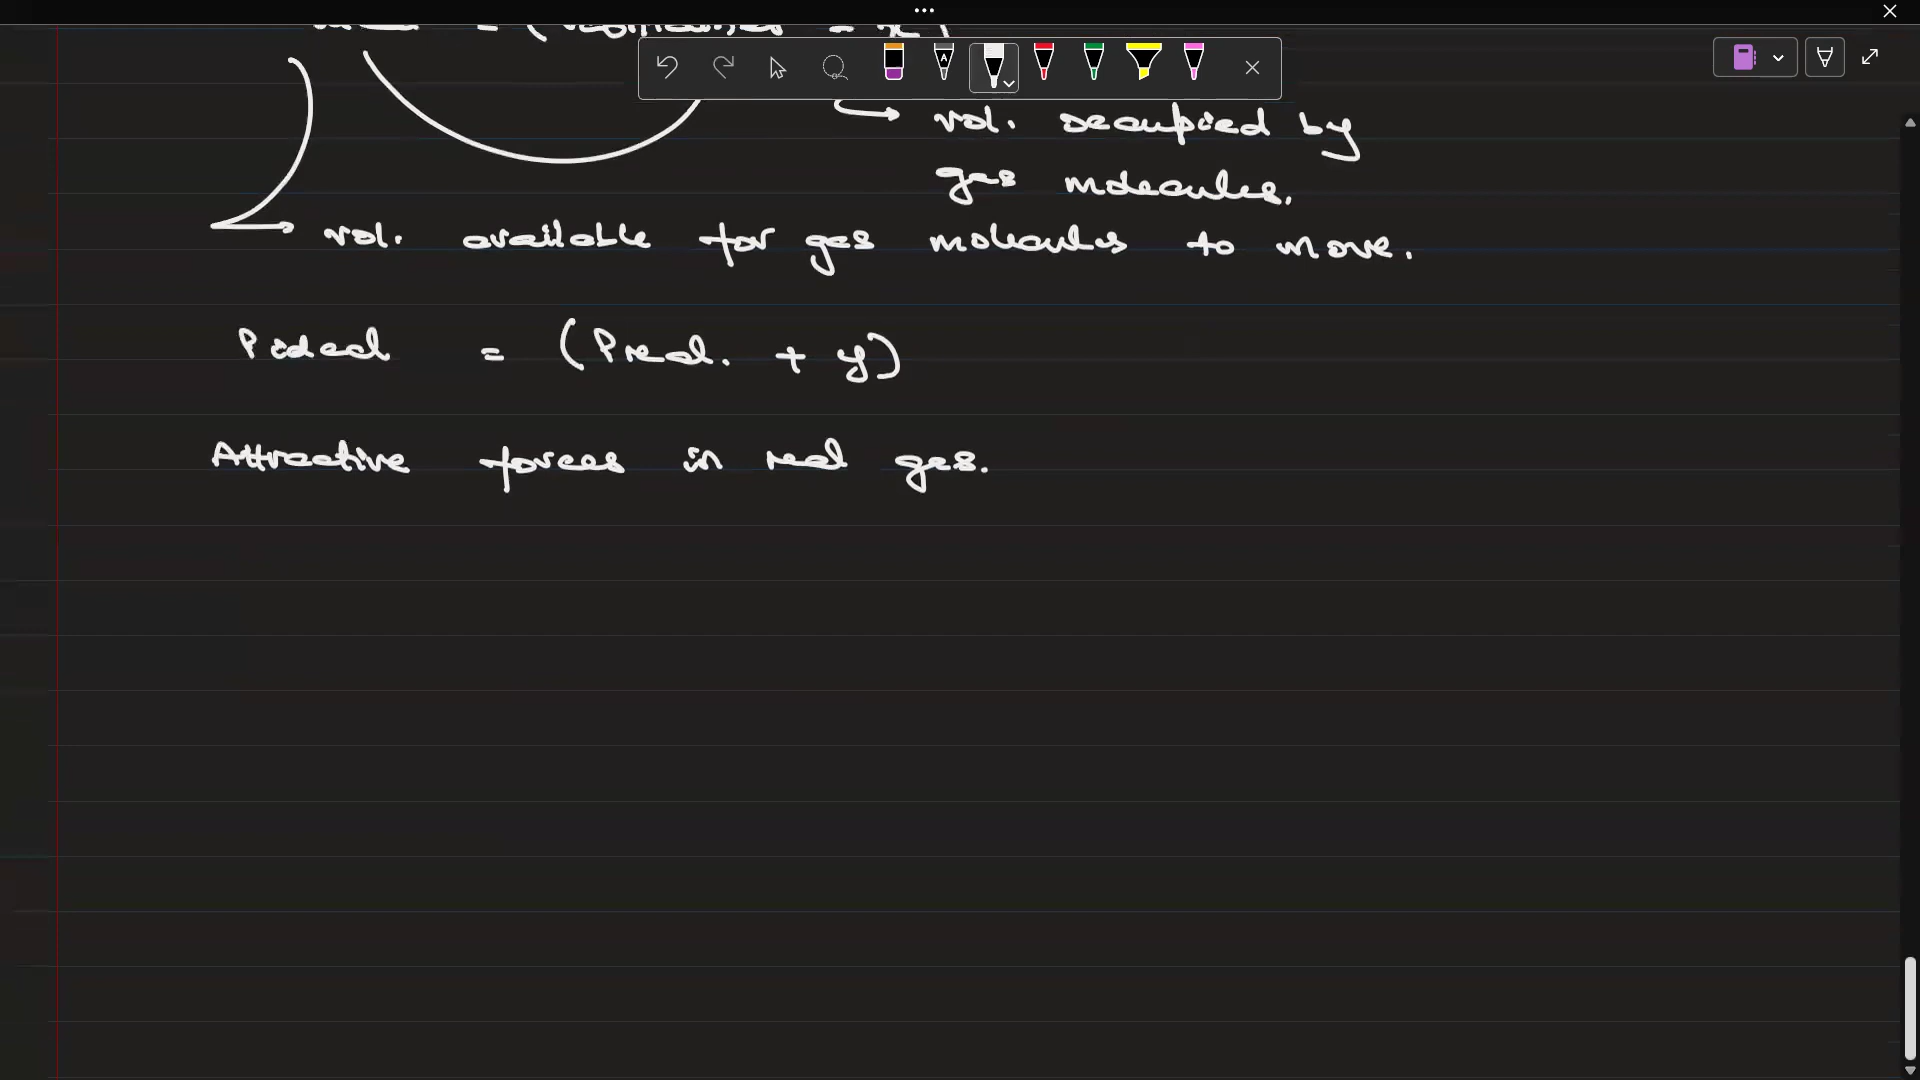 = (
vol. occupied by
gas molecules.
vol. available for gas molecules to move.
Pideal = (Preal. + y)
Attractive forces in real gas.